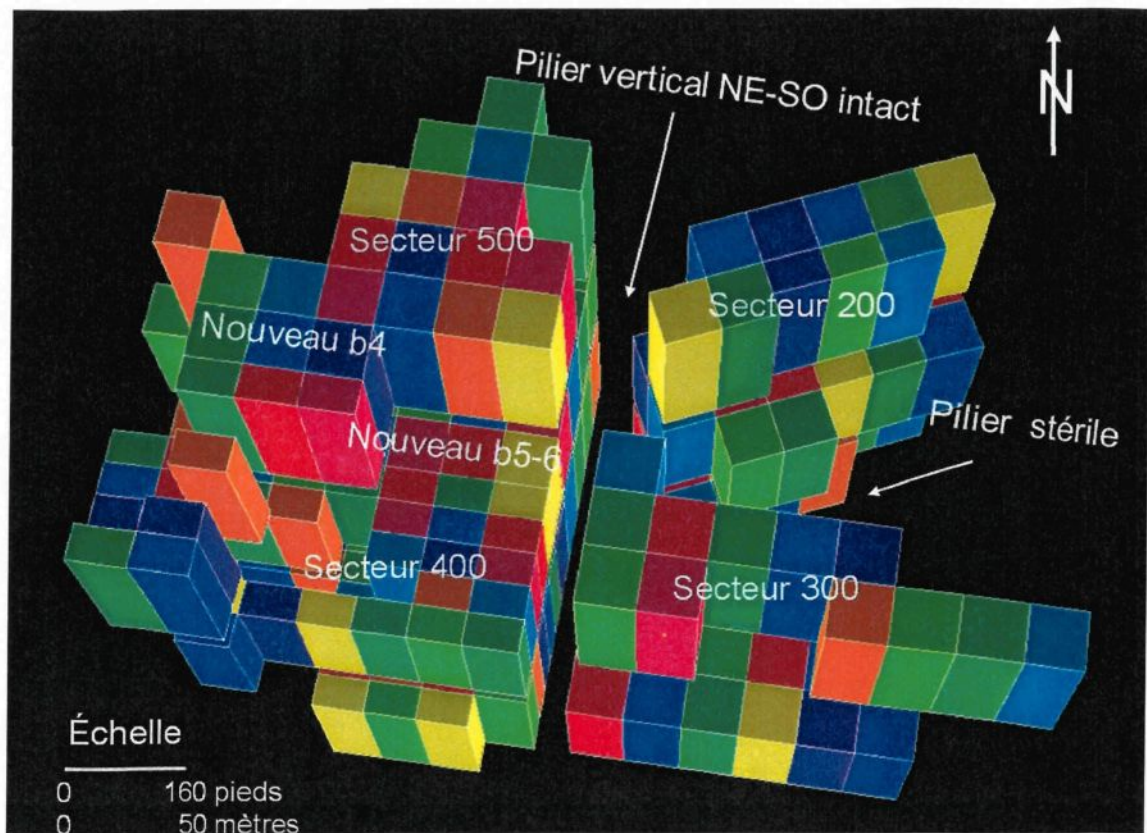 Pilier vertical NE-SO intact
N
Secteur 500
Secteur 200
Nouveau b4
Pilier stérile
Nouveau b5-6
Secteur 400
Secteur 300
Échelle
0 160 pieds
0 50 mètres